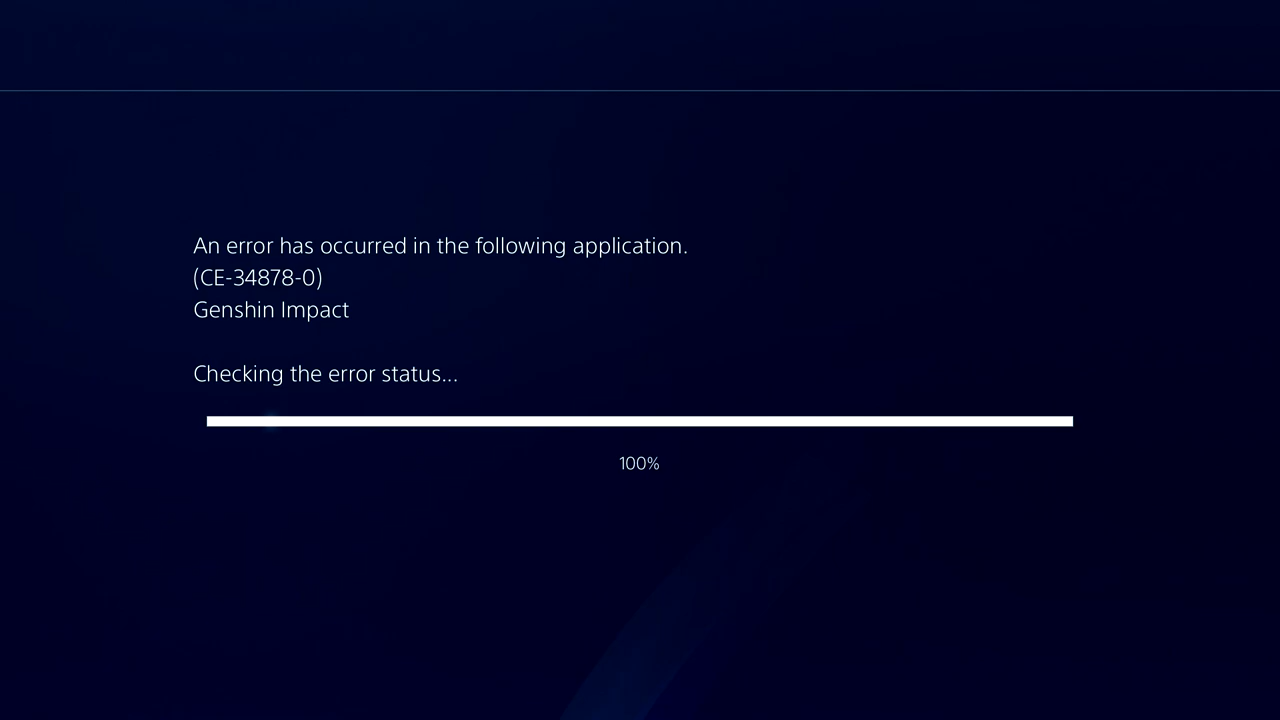 An error has occurred in the following application.
(CE-34878-0)
Genshin Impact
Checking the error status...
100%